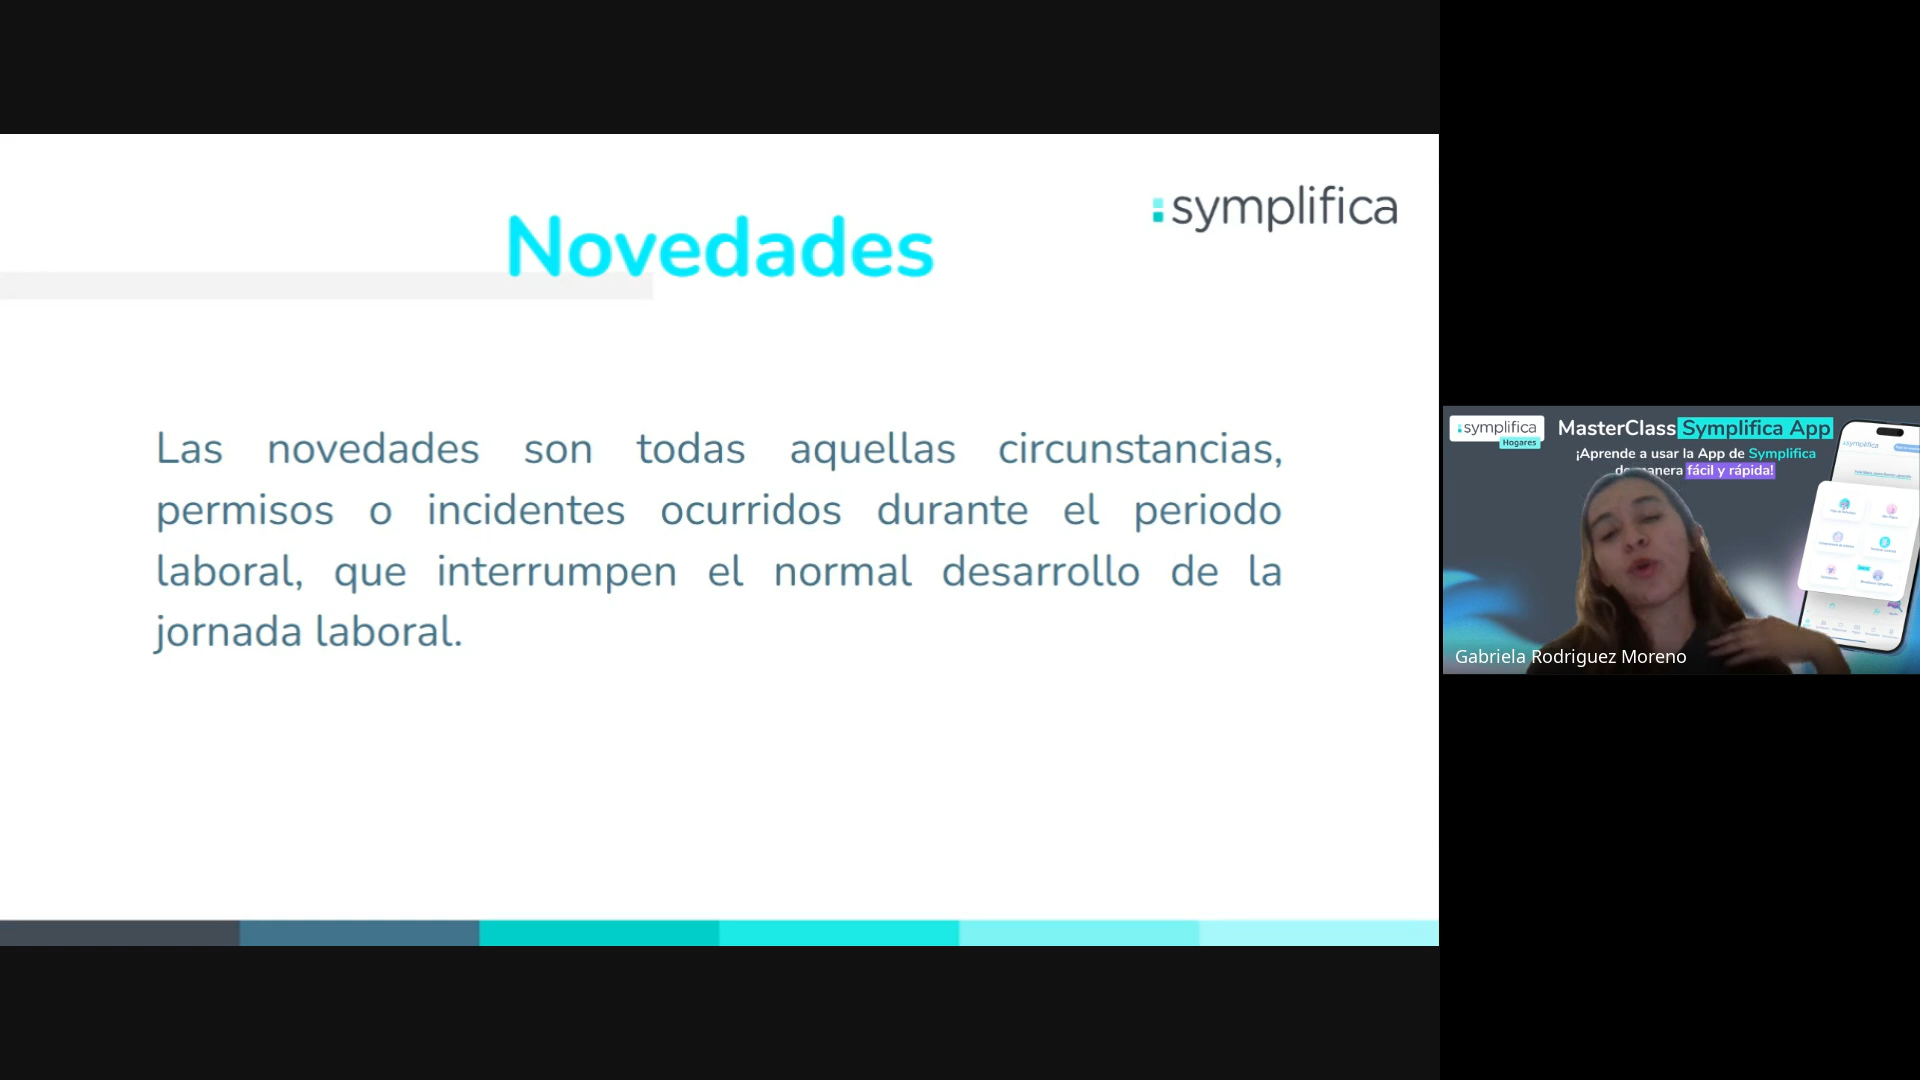 Novedades
symplifica
Las novedades son todas aquellas circunstancias,
permisos o incidentes ocurridos durante el periodo
laboral, que interrumpen el normal desarrollo de la
jornada laboral.
symplifica
Hogares
MasterClass Symplifica App
¡Aprende a usar la App de Symplifica
fácil y rápida!
Gabriela Rodriguez Moreno